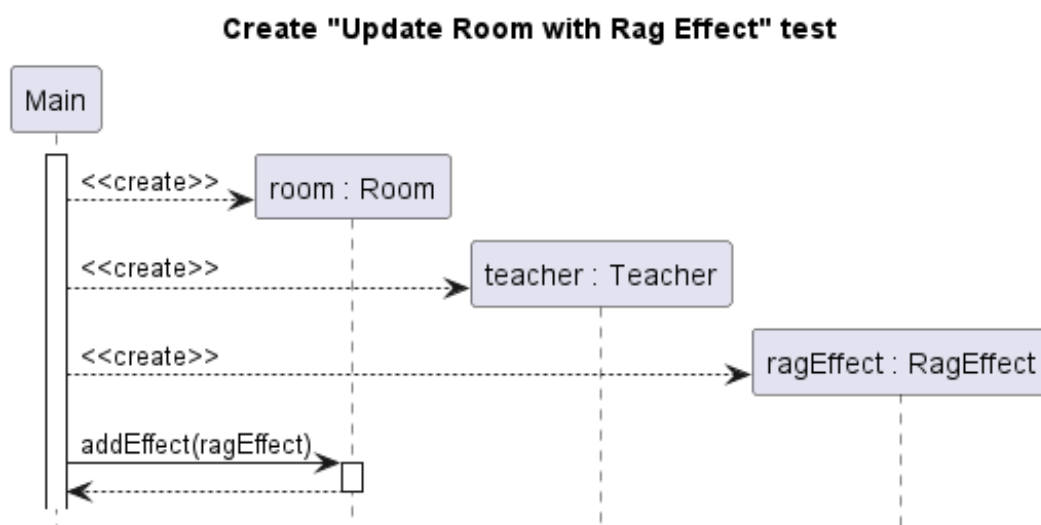 Create "Update Room with Rag Effect" test
Main
<<create>>
room : Room
<<create>>
teacher : Teacher
<<create>>
ragEffect : RagEffect
addEffect(ragEffect)